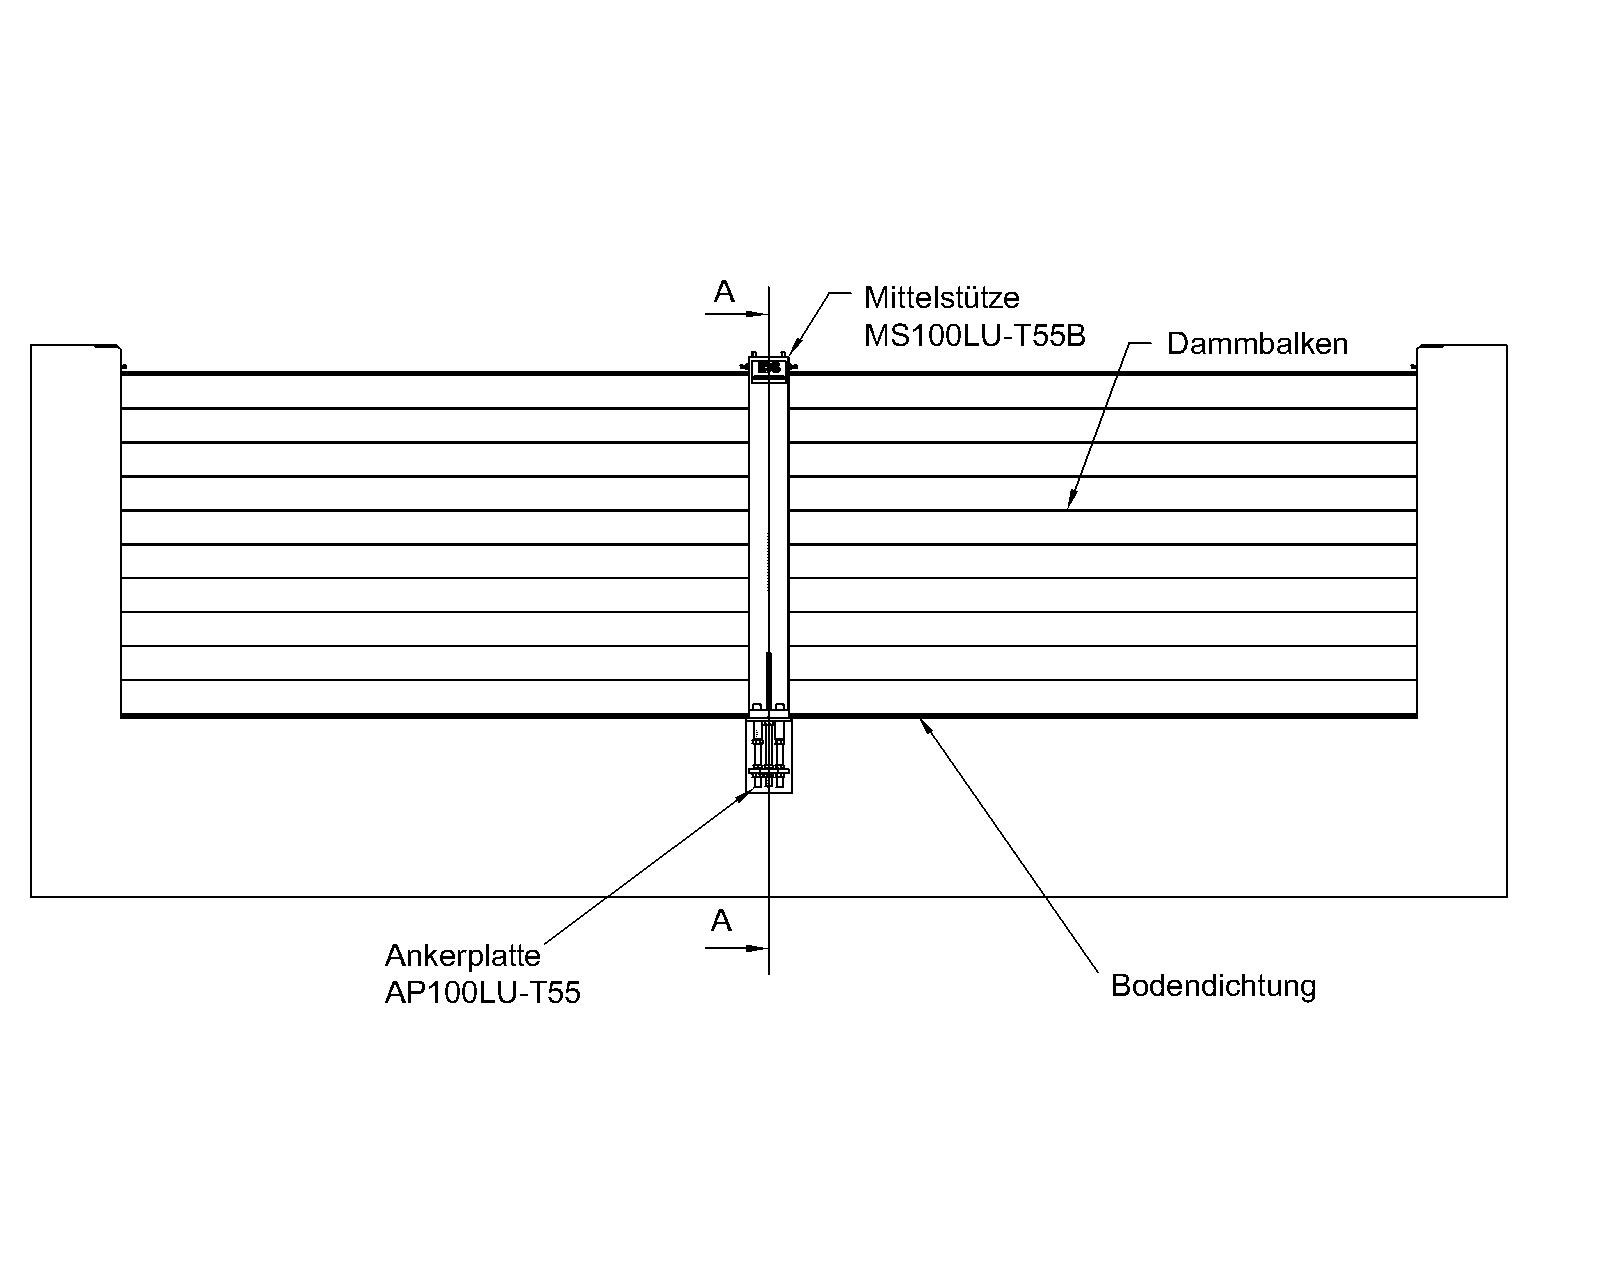 A
Mittelstütze
MS100LU-T55B
Dammbalken
A
Ankerplatte
AP100LU-T55
Bodendichtung